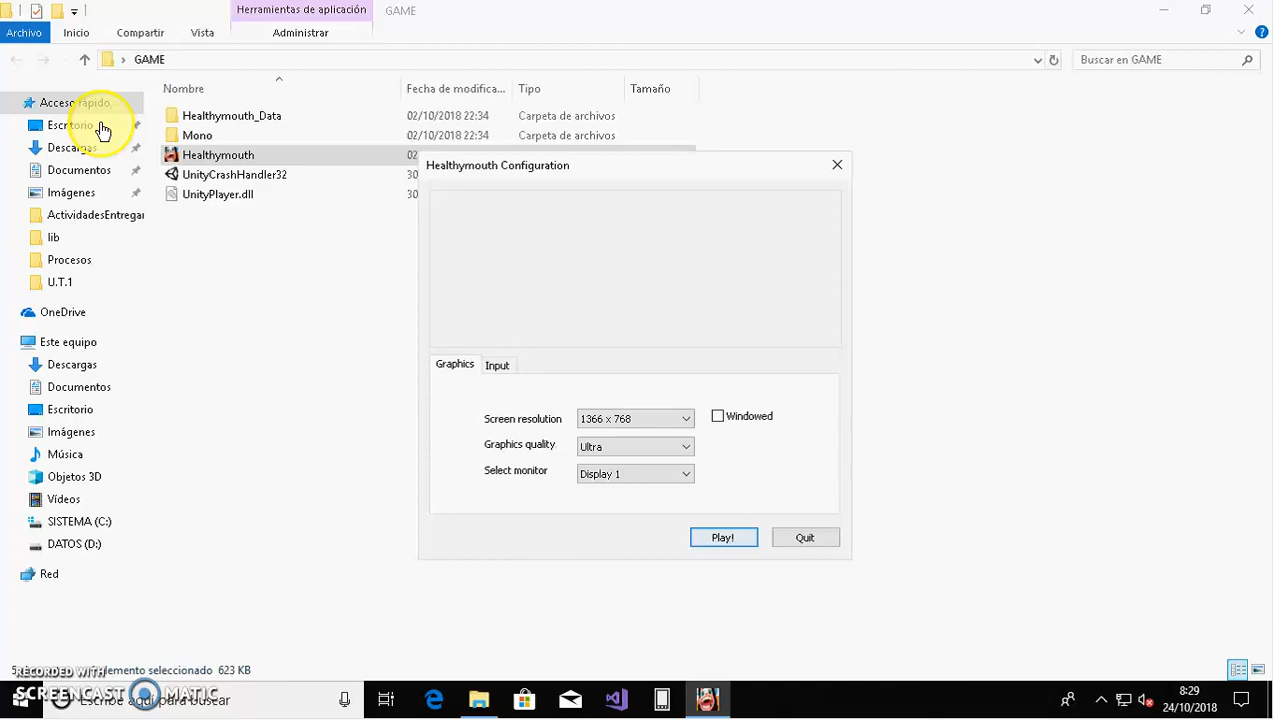 Herramientas de aplicación GAME
Archivo Inicio Compartir Vista Administrar
GAME Buscar en GAME
Nombre Fecha de modifica... Tipo Tamaño
Acceso rápido
Escritorio
Descargas
Documentos
Imágenes
ActividadesEntregar
lib
Procesos
U.T.1
OneDrive
Este equipo
Descargas
Documentos
Escritorio
Imágenes
Música
Objetos 3D
Vídeos
SISTEMA (C:)
DATOS (D:)
Red
Healthymouth_Data 02/10/2018 22:34 Carpeta de archivos
Mono 02/10/2018 22:34 Carpeta de archivos
Healthymouth 02
UnityCrashHandler32 30
UnityPlayer.dll 30
Healthymouth Configuration
Graphics Input
Screen resolution 1366 x 768 Windowed
Graphics quality Ultra
Select monitor Display 1
Play! Quit
seleccionado 623 KB
RECORDED WITH
SCREENCAST MATIC
Escribe aquí para buscar
8:29
24/10/2018